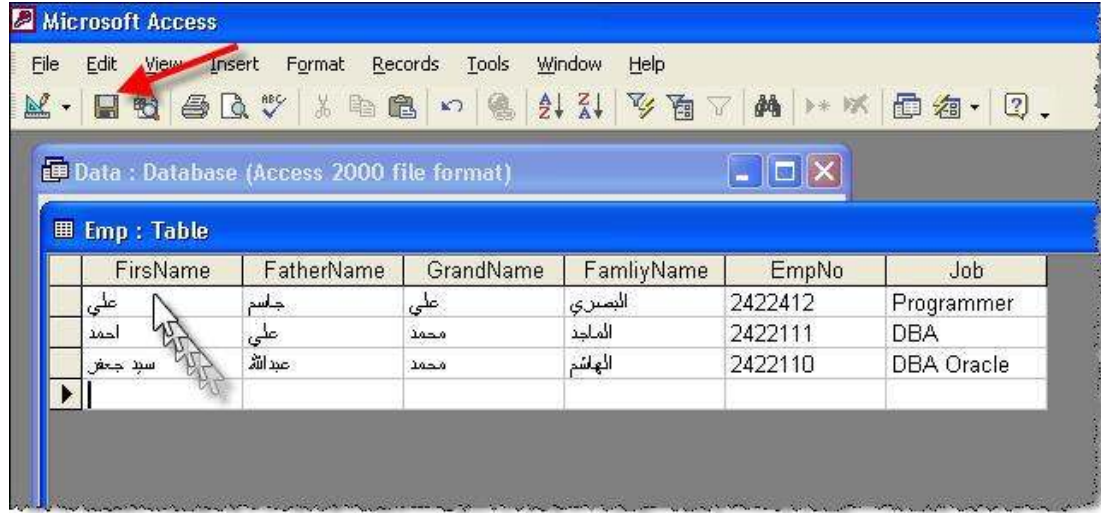 Microsoft Access
File Edit View Insert Format Records Tools Window Help
Data : Database (Access 2000 file format)
Emp : Table
FirsName FatherName GrandName FamliyName EmpNo Job
علي جاسم علي البصري 2422412 Programmer
احمد علي محمد الماجد 2422111 DBA
سيد جعفر عبدالله محمد الهاشم 2422110 DBA Oracle